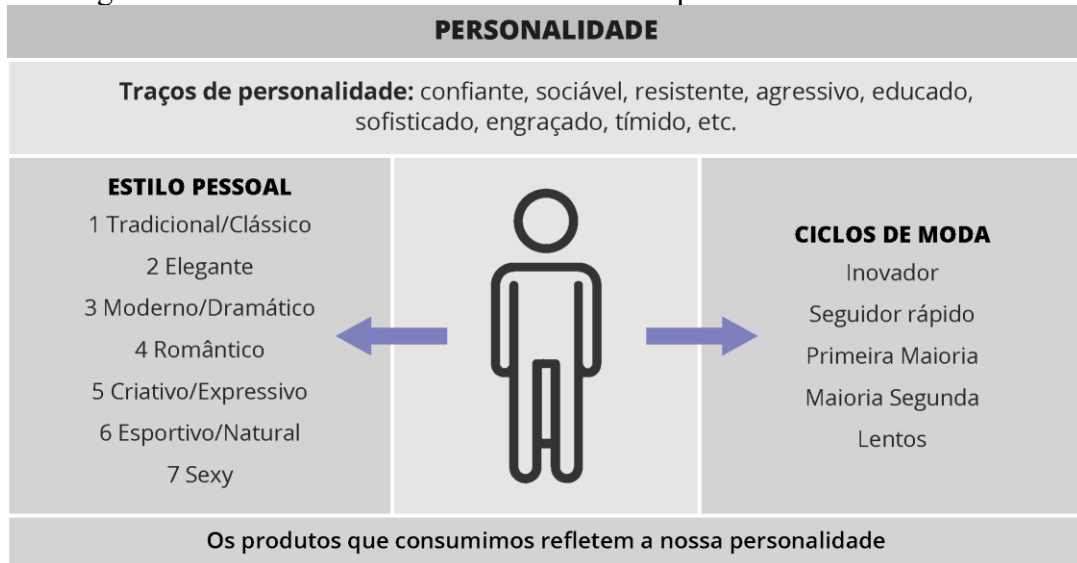 PERSONALIDADE
Traços de personalidade: confiante, sociável, resistente, agressivo, educado,
sofisticado, engraçado, tímido, etc.
ESTILO PESSOAL
1 Tradicional/Clássico
2 Elegante
3 Moderno/Dramático
4 Romântico
5 Criativo/Expressivo
6 Esportivo/Natural
7 Sexy
CICLOS DE MODA
Inovador
Seguidor rápido
Primeira Maioria
Maioria Segunda
Lentos
Os produtos que consumimos refletem a nossa personalidade